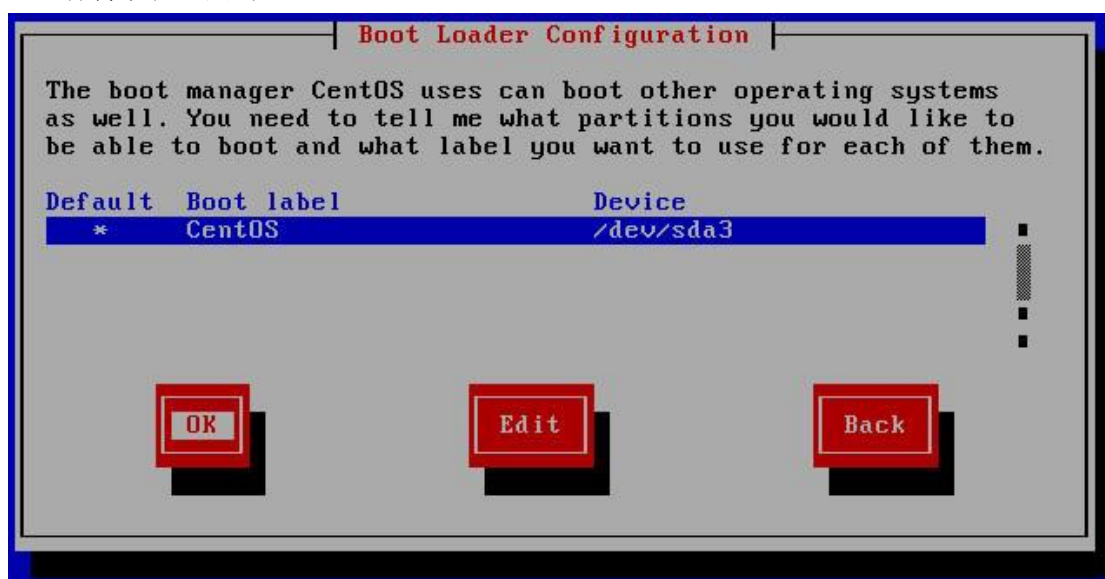 Boot Loader Configuration
The boot manager CentOS uses can boot other operating systems
as well. You need to tell me what partitions you would like to
be able to boot and what label you want to use for each of them.
Default Boot label Device
* CentOS /dev/sda3
OK Edit Back